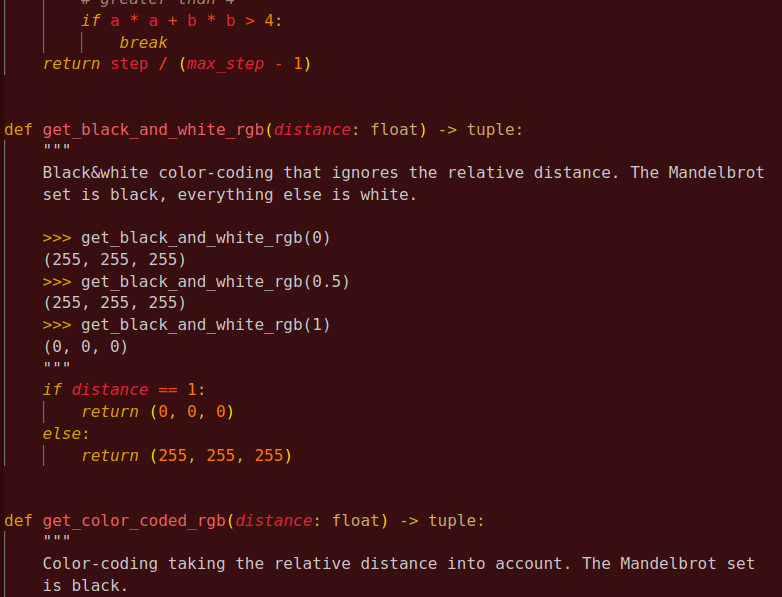 # greater than 4
if a * a + b * b > 4:
break
return step / (max_step - 1)
def get_black_and_white_rgb(distance: float) -> tuple:
"""
Black&white color-coding that ignores the relative distance. The Mandelbrot
set is black, everything else is white.
>>> get_black_and_white_rgb(0)
(255, 255, 255)
>>> get_black_and_white_rgb(0.5)
(255, 255, 255)
>>> get_black_and_white_rgb(1)
(0, 0, 0)
"""
if distance == 1:
return (0, 0, 0)
else:
return (255, 255, 255)
def get_color_coded_rgb(distance: float) -> tuple:
"""
Color-coding taking the relative distance into account. The Mandelbrot set
is black.